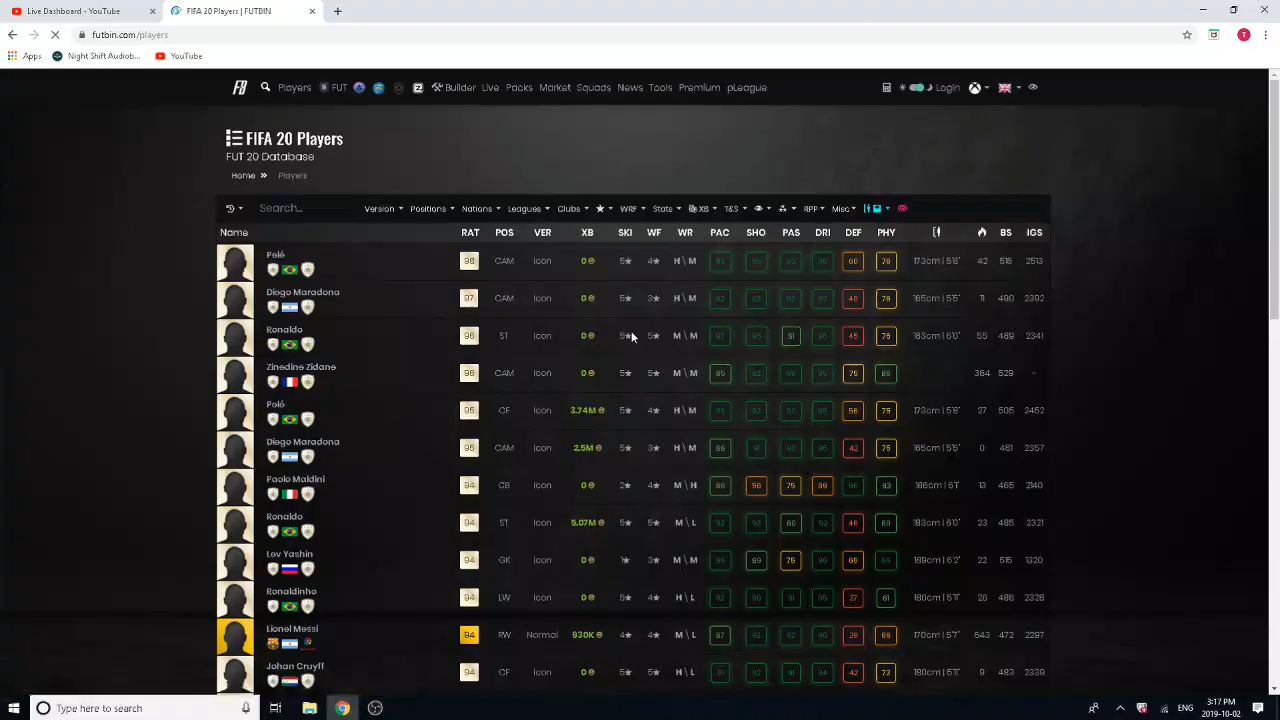 Live Dashboard - YouTube
FIFA 20 Players | FUTBIN
futbin.com/players
T
Apps Night Shift Audiob... YouTube
F8 Players FUT Z Builder Live Packs Market Squads News Tools Premium pLeague Login
FIFA 20 Players
FUT 20 Database
Home » Players
Search... Version Positions Nations Leagues Clubs WRF Stats XB T&S RPP Misc
Name RAT POS VER XB SKI WF WR PAC SHO PAS DRI DEF PHY BS IGS
Pelé
98 CAM Icon 0 5★ 4★ H \ M 60 76 173cm | 5'8" 42 516 2513
Diego Maradona
97 CAM Icon 0 5★ 3★ H \ M 40 76 165cm | 5'5" 490 2392
Ronaldo
96 ST Icon 0 5★ 5★ M \ M 81 45 76 183cm | 6'0" 55 489 2341
Zinedine Zidane
96 CAM Icon 0 5★ 5★ M \ M 85 75 86 364 529 -
Pelé
95 CF Icon 3.74M 5★ 4★ H \ M 56 75 173cm | 5'8" 27 505 2452
Diego Maradona
95 CAM Icon 2.5M 5★ 3★ H \ M 86 42 75 165cm | 5'5" 0 481 2357
Paolo Maldini
94 CB Icon 0 2★ 4★ M \ H 86 56 75 69 83 186cm | 6'1" 13 465 2140
Ronaldo
94 ST Icon 5.07M 5★ 5★ M \ L 80 46 80 183cm | 6'0" 23 485 2321
Lev Yashin
94 GK Icon 0 1★ 4★ M \ M 89 75 65 189cm | 6'2" 22 515 1320
Ronaldinho
94 LW Icon 0 5★ 4★ H \ L 37 81 180cm | 5'11" 26 486 2328
Lionel Messi
94 RW Normal 930K 4★ 4★ M \ L 87 39 66 170cm | 5'7" 643 472 2297
Johan Cruyff
94 CF Icon 0 5★ 5★ H \ L 42 73 180cm | 5'11" 9 483 2339
Type here to search
ENG 3:17 PM
2019-10-02